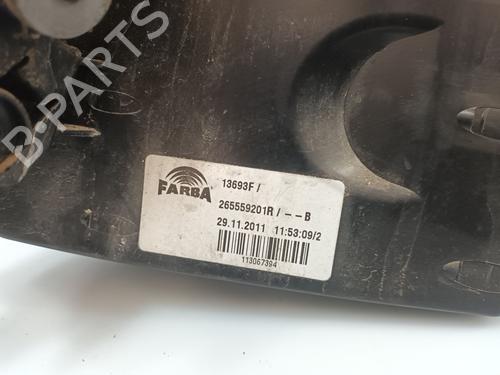 B-PARTS
FARBA
13693F /
265559201R / - - B
29.11.2011 11:53:09/2
113067394